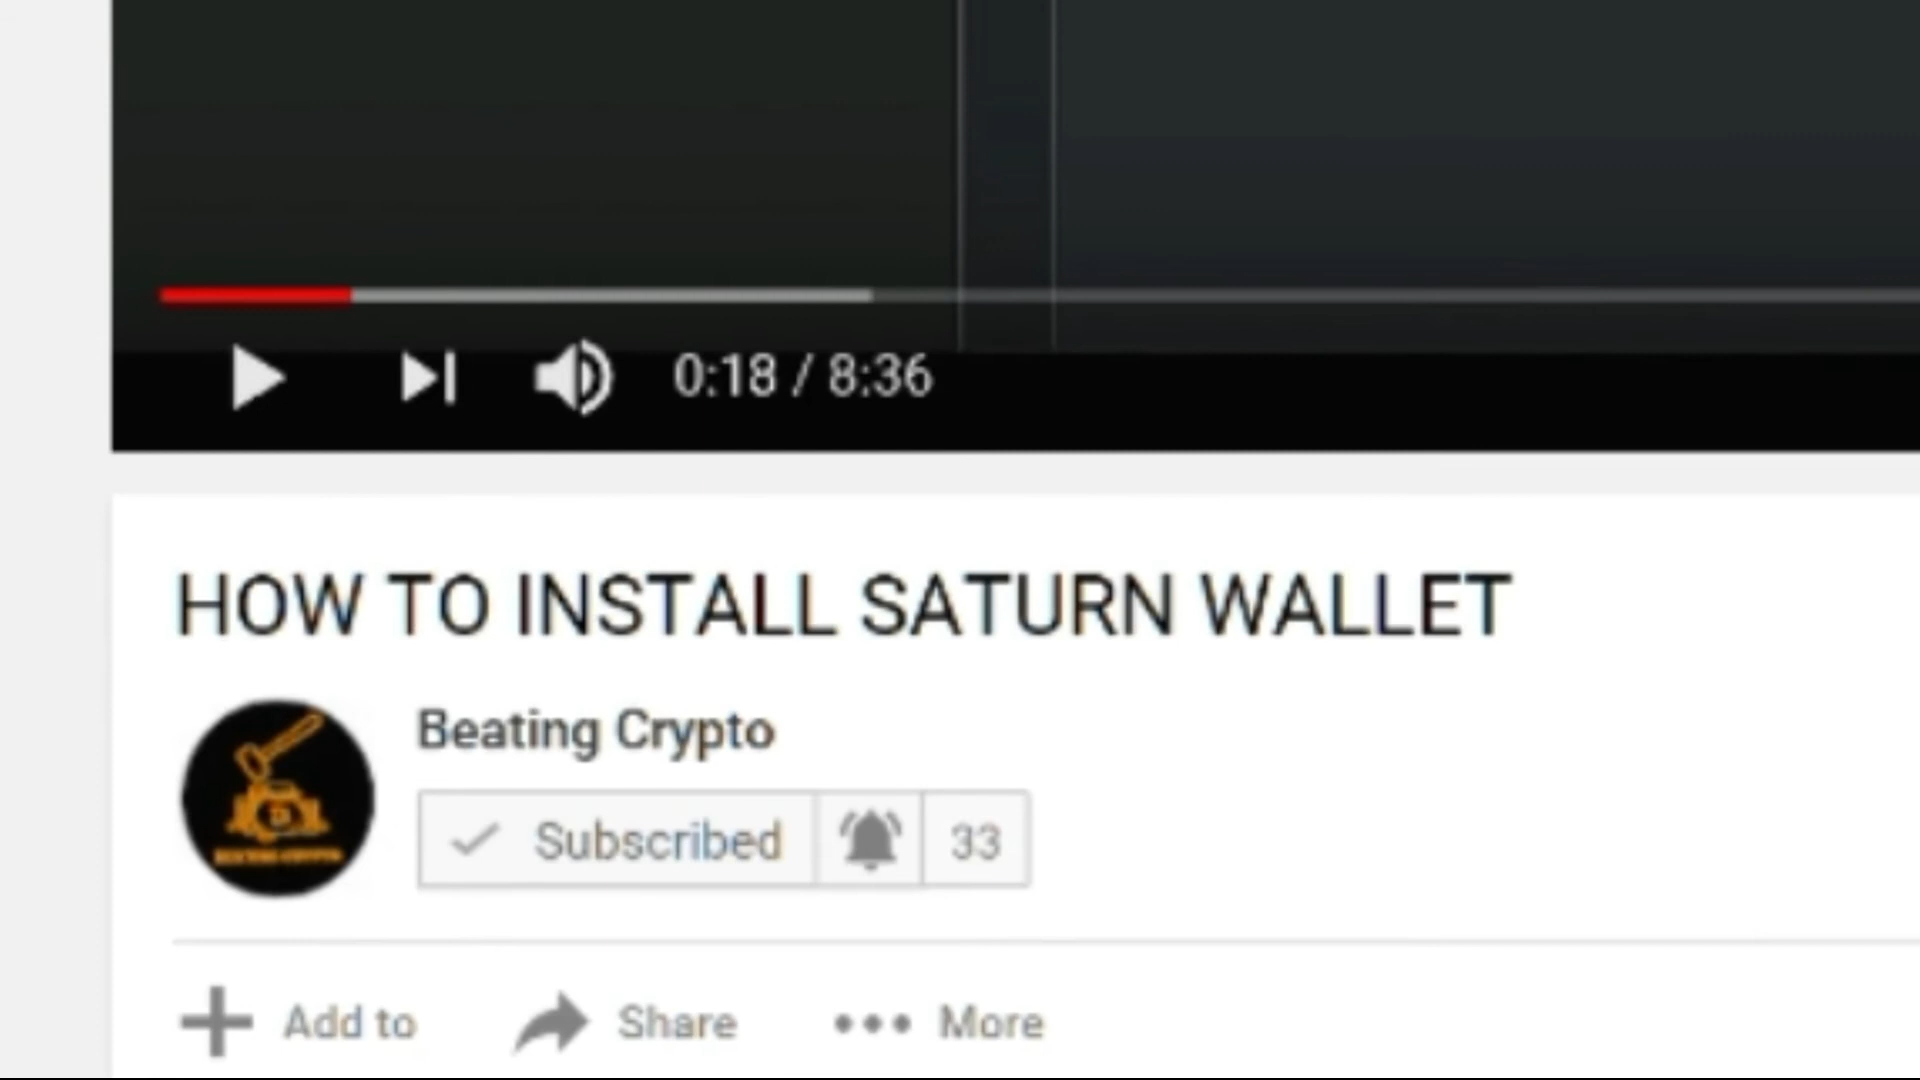 0:18 / 8:36
HOW TO INSTALL SATURN WALLET
Beating Crypto
Subscribed 33
Add to Share More